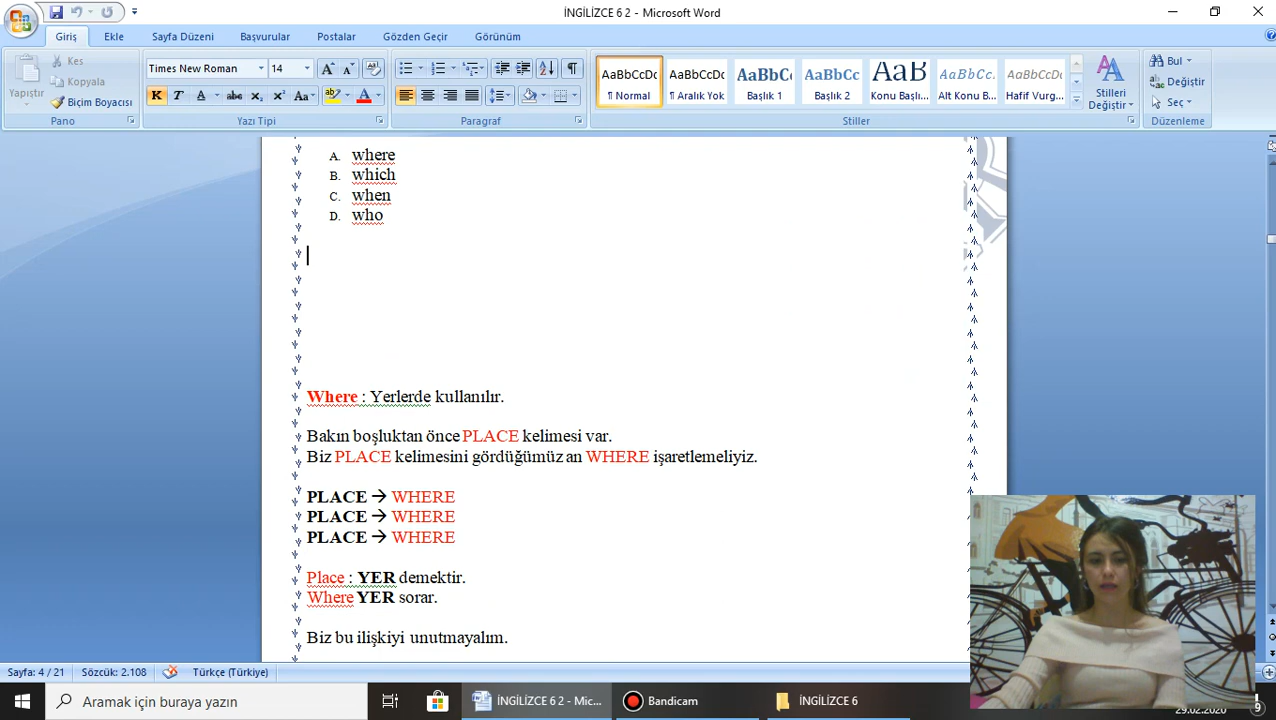 İNGİLİZCE 6 2 - Microsoft Word
Giriş Ekle Sayfa Düzeni Başvurular Postalar Gözden Geçir Görünüm
Yapıştır
Kes
Kopyala
Biçim Boyacısı
Pano
Times New Roman 14
Yazı Tipi
Paragraf
AaBbCcDc AaBbCcDc AaBbCc AaBbCc AaB AaBbCc. AaBbCcDc
¶ Normal ¶ Aralık Yok Başlık 1 Başlık 2 Konu Başlı... Alt Konu B... Hafif Vurg...
Stilleri Değiştir
Stiller
Bul
Değiştir
Seç
Düzenleme
A. where
B. which
C. when
D. who
Where : Yerlerde kullanılır.
Bakın boşluktan önce PLACE kelimesi var.
Biz PLACE kelimesini gördüğümüz an WHERE işaretlemeliyiz.
PLACE → WHERE
PLACE → WHERE
PLACE → WHERE
Place : YER demektir.
Where YER sorar.
Biz bu ilişkiyi unutmayalım.
Sayfa: 4 / 21 Sözcük: 2.108 Türkçe (Türkiye)
Aramak için buraya yazın
İNGİLİZCE 6 2 - Mic...
Bandicam
İNGİLİZCE 6
29.02.2020